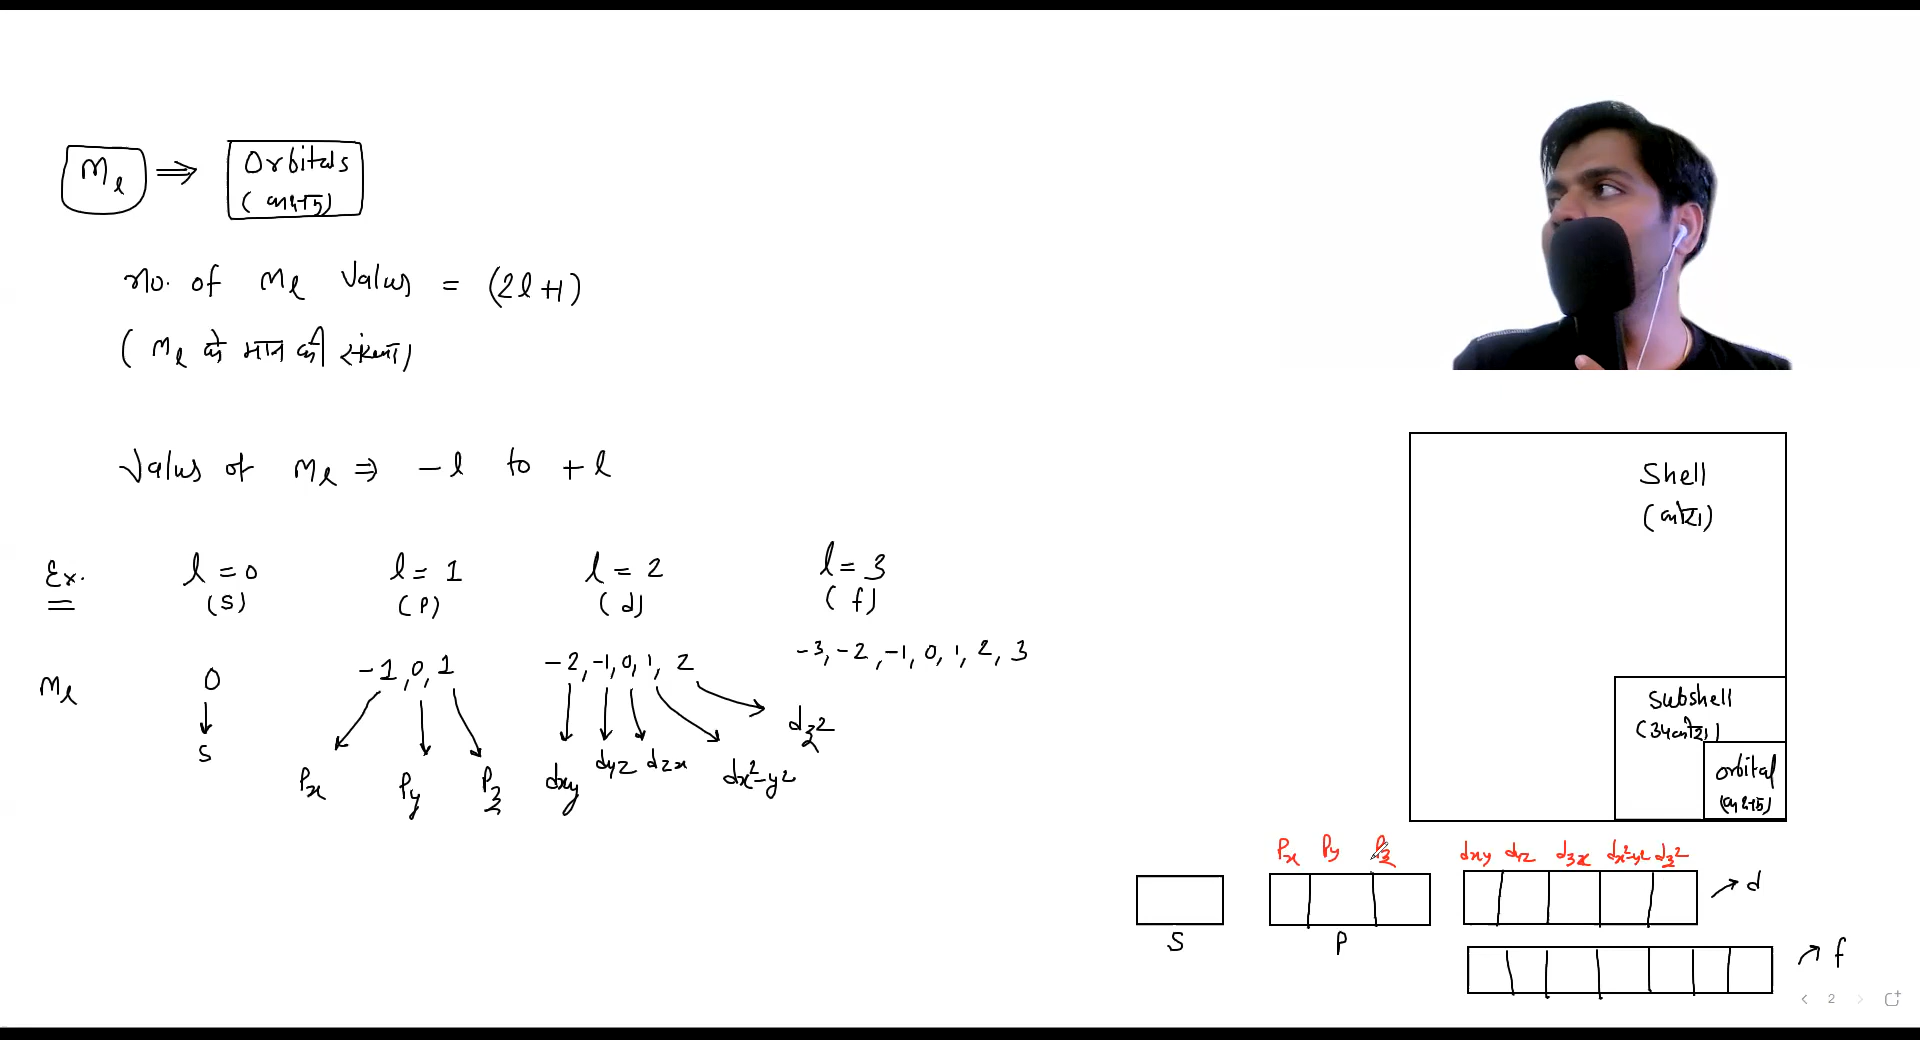 mℓ ⇒ Orbitals
(कक्षक)
no. of mℓ values = (2ℓ+1)
(mℓ के मान की संख्या)
Values of mℓ ⇒ -ℓ to +ℓ
Ex. ℓ=0 ℓ=1 ℓ=2 ℓ=3
(s) (p) (d) (f)
mℓ 0 -1,0,1 -2,-1,0,1,2 -3,-2,-1,0,1,2,3
s Px Py Pz dxy dyz dzx dx²-y² dz²
Shell
(कोश)
Subshell
(उपकोश)
orbital
(कक्षक)
Px Py Pz dxy dyz dzx dx²-y² dz²
→ d
S P
→ f
2